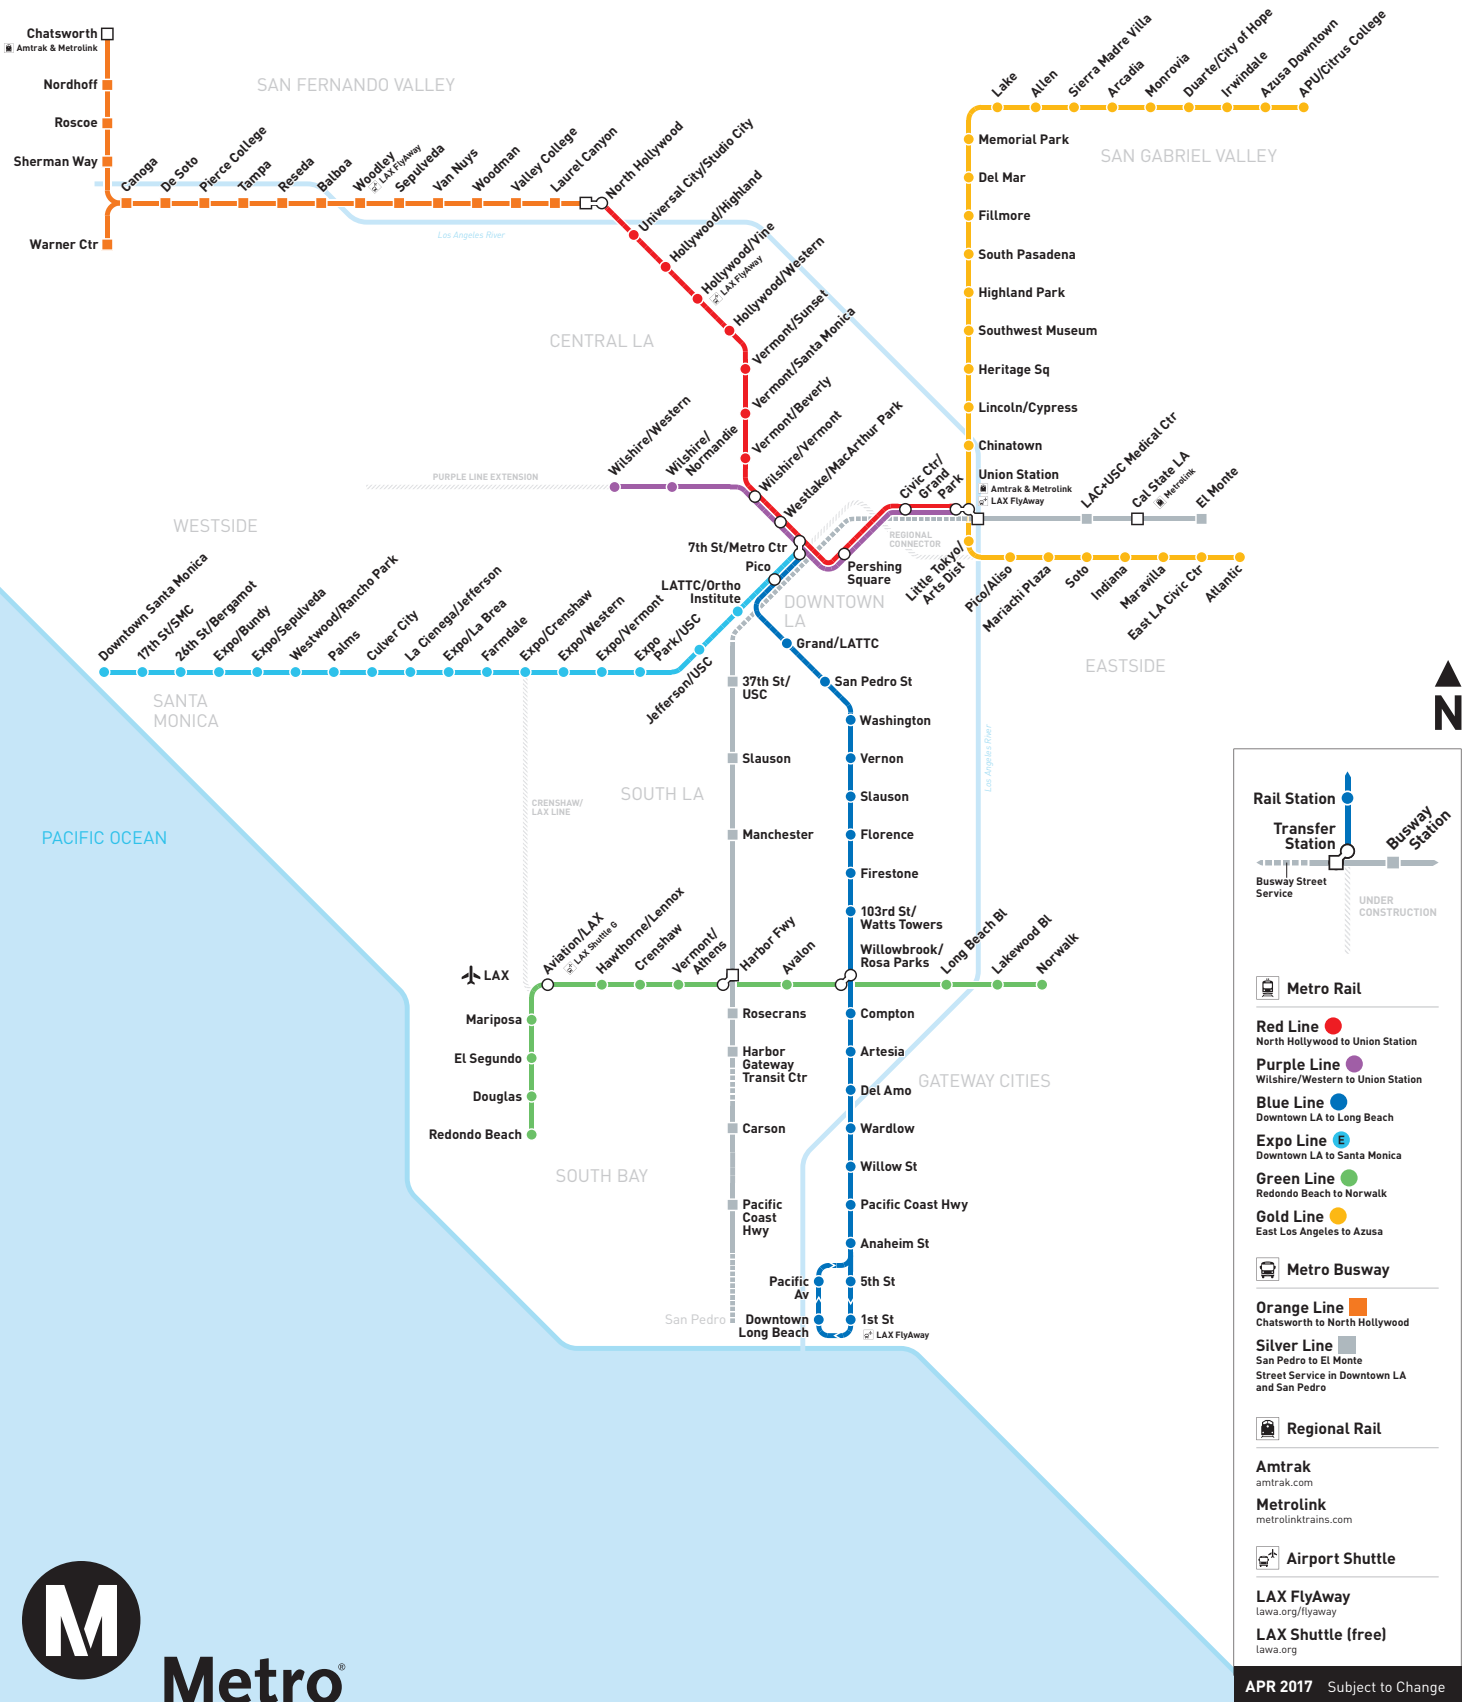 Chatsworth
Amtrak & Metrolink
Nordhoff
Roscoe
Sherman Way
Warner Ctr
SAN FERNANDO VALLEY
Canoga
De Soto
Pierce College
Tampa
Reseda
Balboa
Woodley
LAX FlyAway
Sepulveda
Van Nuys
Woodman
Valley College
Laurel Canyon
North Hollywood
Los Angeles River
Universal City/Studio City
Hollywood/Highland
Hollywood/Vine
LAX FlyAway
Hollywood/Western
Vermont/Sunset
Vermont/Santa Monica
Vermont/Beverly
Wilshire/Vermont
Westlake/MacArthur Park
CENTRAL LA
Wilshire/Western
Wilshire/
Normandie
PURPLE LINE EXTENSION
WESTSIDE
Lake
Allen
Sierra Madre Villa
Arcadia
Monrovia
Duarte/City of Hope
Irwindale
Azusa Downtown
APU/Citrus College
SAN GABRIEL VALLEY
Memorial Park
Del Mar
Fillmore
South Pasadena
Highland Park
Southwest Museum
Heritage Sq
Lincoln/Cypress
Chinatown
Union Station
Amtrak & Metrolink
LAX FlyAway
Civic Ctr/
Grand
Park
LAC+USC Medical Ctr
Cal State LA
Metrolink
El Monte
REGIONAL
CONNECTOR
7th St/Metro Ctr
Pershing
Square
Pico
LATTC/Ortho
Institute
DOWNTOWN
LA
Little Tokyo/
Arts Dist
Pico/Aliso
Mariachi Plaza
Soto
Indiana
Maravilla
East LA Civic Ctr
Atlantic
EASTSIDE
Downtown Santa Monica
17th St/SMC
26th St/Bergamot
Expo/Bundy
Expo/Sepulveda
Westwood/Rancho Park
Palms
Culver City
La Cienega/Jefferson
Expo/La Brea
Farmdale
Expo/Crenshaw
Expo/Western
Expo/Vermont
Expo
Park/USC
Jefferson/USC
SANTA
MONICA
PACIFIC OCEAN
Grand/LATTC
San Pedro St
Washington
Vernon
Slauson
Florence
Firestone
103rd St/
Watts Towers
Willowbrook/
Rosa Parks
37th St/
USC
Slauson
Manchester
SOUTH LA
CRENSHAW/
LAX LINE
Los Angeles River
LAX
Aviation/LAX
LAX Shuttle G
Hawthorne/Lennox
Crenshaw
Vermont/
Athens
Harbor Fwy
Avalon
Long Beach Bl
Lakewood Bl
Norwalk
Mariposa
El Segundo
Douglas
Redondo Beach
SOUTH BAY
Rosecrans
Harbor
Gateway
Transit Ctr
Carson
Pacific
Coast
Hwy
San Pedro
Compton
Artesia
Del Amo
Wardlow
Willow St
Pacific Coast Hwy
Anaheim St
5th St
1st St
LAX FlyAway
Pacific
Av
Downtown
Long Beach
GATEWAY CITIES
N
Rail Station
Transfer
Station
Busway
Station
Busway Street
Service
UNDER
CONSTRUCTION
Metro Rail
Red Line
North Hollywood to Union Station
Purple Line
Wilshire/Western to Union Station
Blue Line
Downtown LA to Long Beach
Expo Line E
Downtown LA to Santa Monica
Green Line
Redondo Beach to Norwalk
Gold Line
East Los Angeles to Azusa
Metro Busway
Orange Line
Chatsworth to North Hollywood
Silver Line
San Pedro to El Monte
Street Service in Downtown LA
and San Pedro
Regional Rail
Amtrak
amtrak.com
Metrolink
metrolinktrains.com
Airport Shuttle
LAX FlyAway
lawa.org/flyaway
LAX Shuttle (free)
lawa.org
APR 2017 Subject to Change
M
Metro®